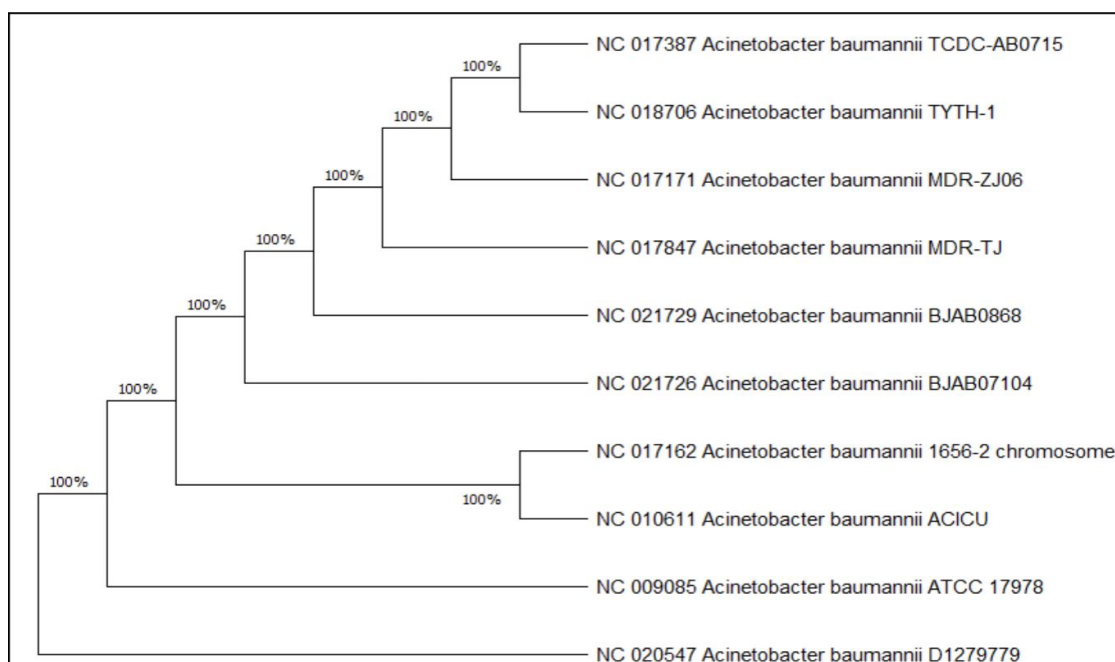 NC 017387 Acinetobacter baumannii TCDC-AB0715
100%
NC 018706 Acinetobacter baumannii TYTH-1
100%
NC 017171 Acinetobacter baumannii MDR-ZJ06
100%
NC 017847 Acinetobacter baumannii MDR-TJ
100%
NC 021729 Acinetobacter baumannii BJAB0868
100%
NC 021726 Acinetobacter baumannii BJAB07104
100%
NC 017162 Acinetobacter baumannii 1656-2 chromosome
100%
100%
NC 010611 Acinetobacter baumannii ACICU
NC 009085 Acinetobacter baumannii ATCC 17978
NC 020547 Acinetobacter baumannii D1279779